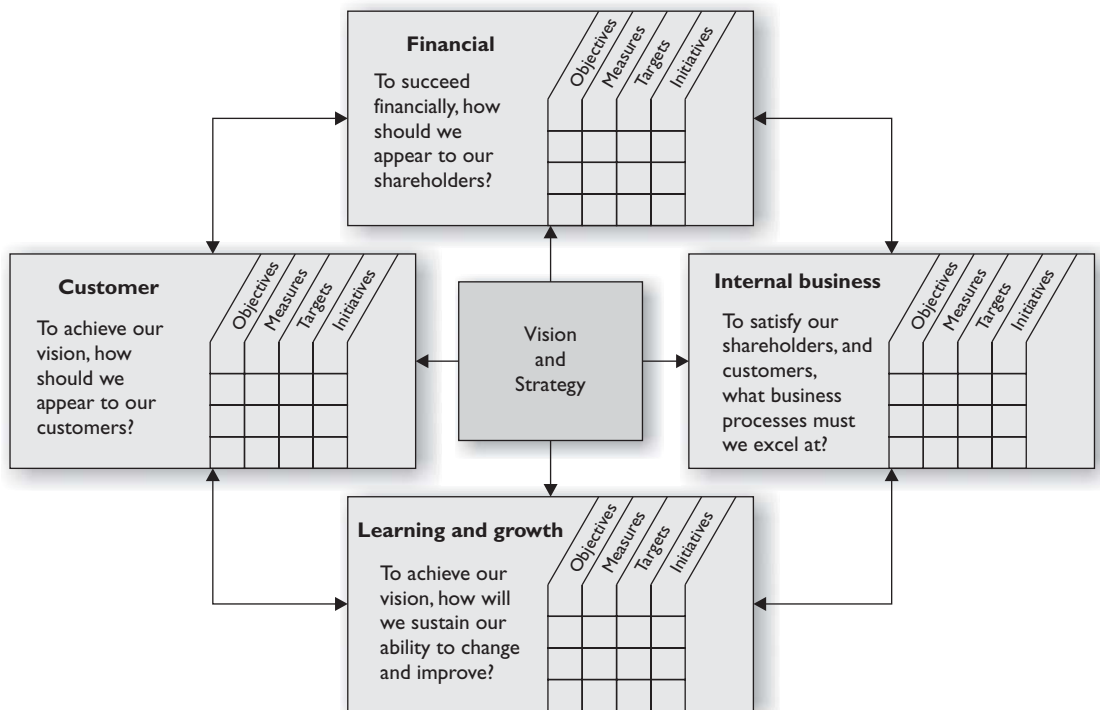 Financial
To succeed
financially, how
should we
appear to our
shareholders?
Objectives
Measures
Targets
Initiatives
Customer
To achieve our
vision, how
should we
appear to our
customers?
Objectives
Measures
Targets
Initiatives
Vision
and
Strategy
Internal business
To satisfy our
shareholders, and
customers,
what business
processes must
we excel at?
Objectives
Measures
Targets
Initiatives
Learning and growth
To achieve our
vision, how will
we sustain our
ability to change
and improve?
Objectives
Measures
Targets
Initiatives